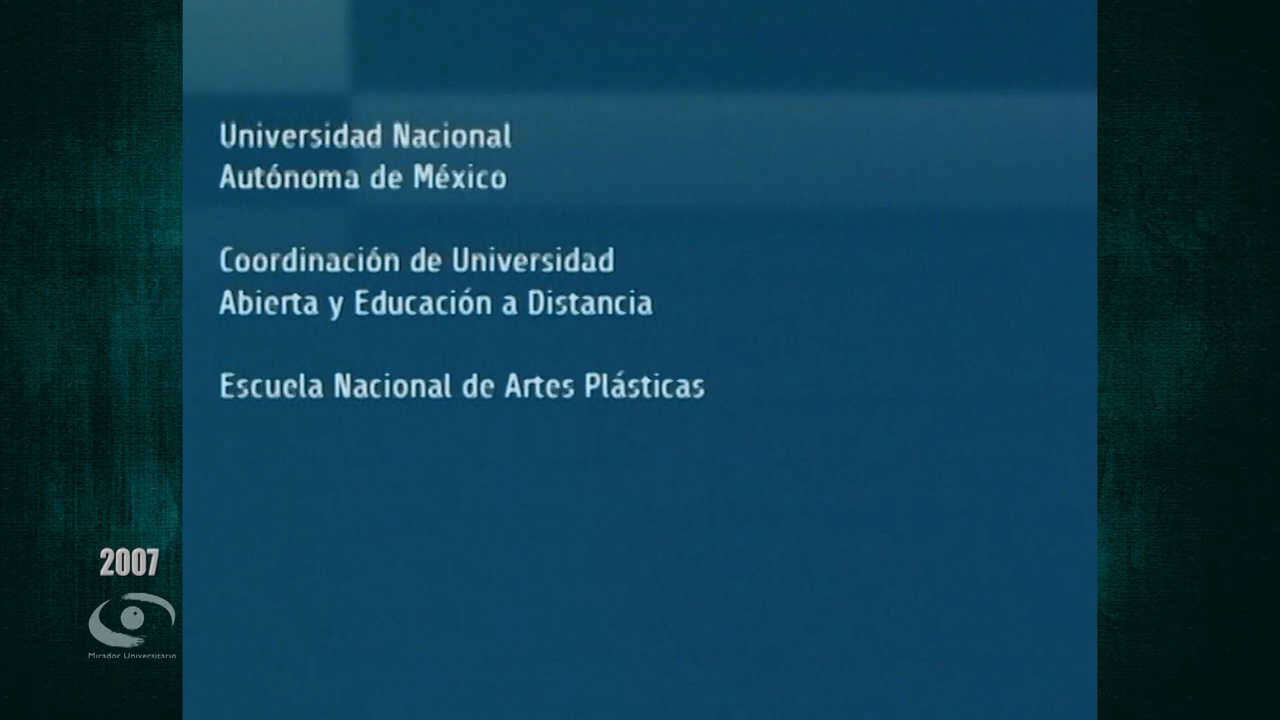 Universidad Nacional
Autónoma de México
Coordinación de Universidad
Abierta y Educación a Distancia
Escuela Nacional de Artes Plásticas
2007
Mirador Universitario